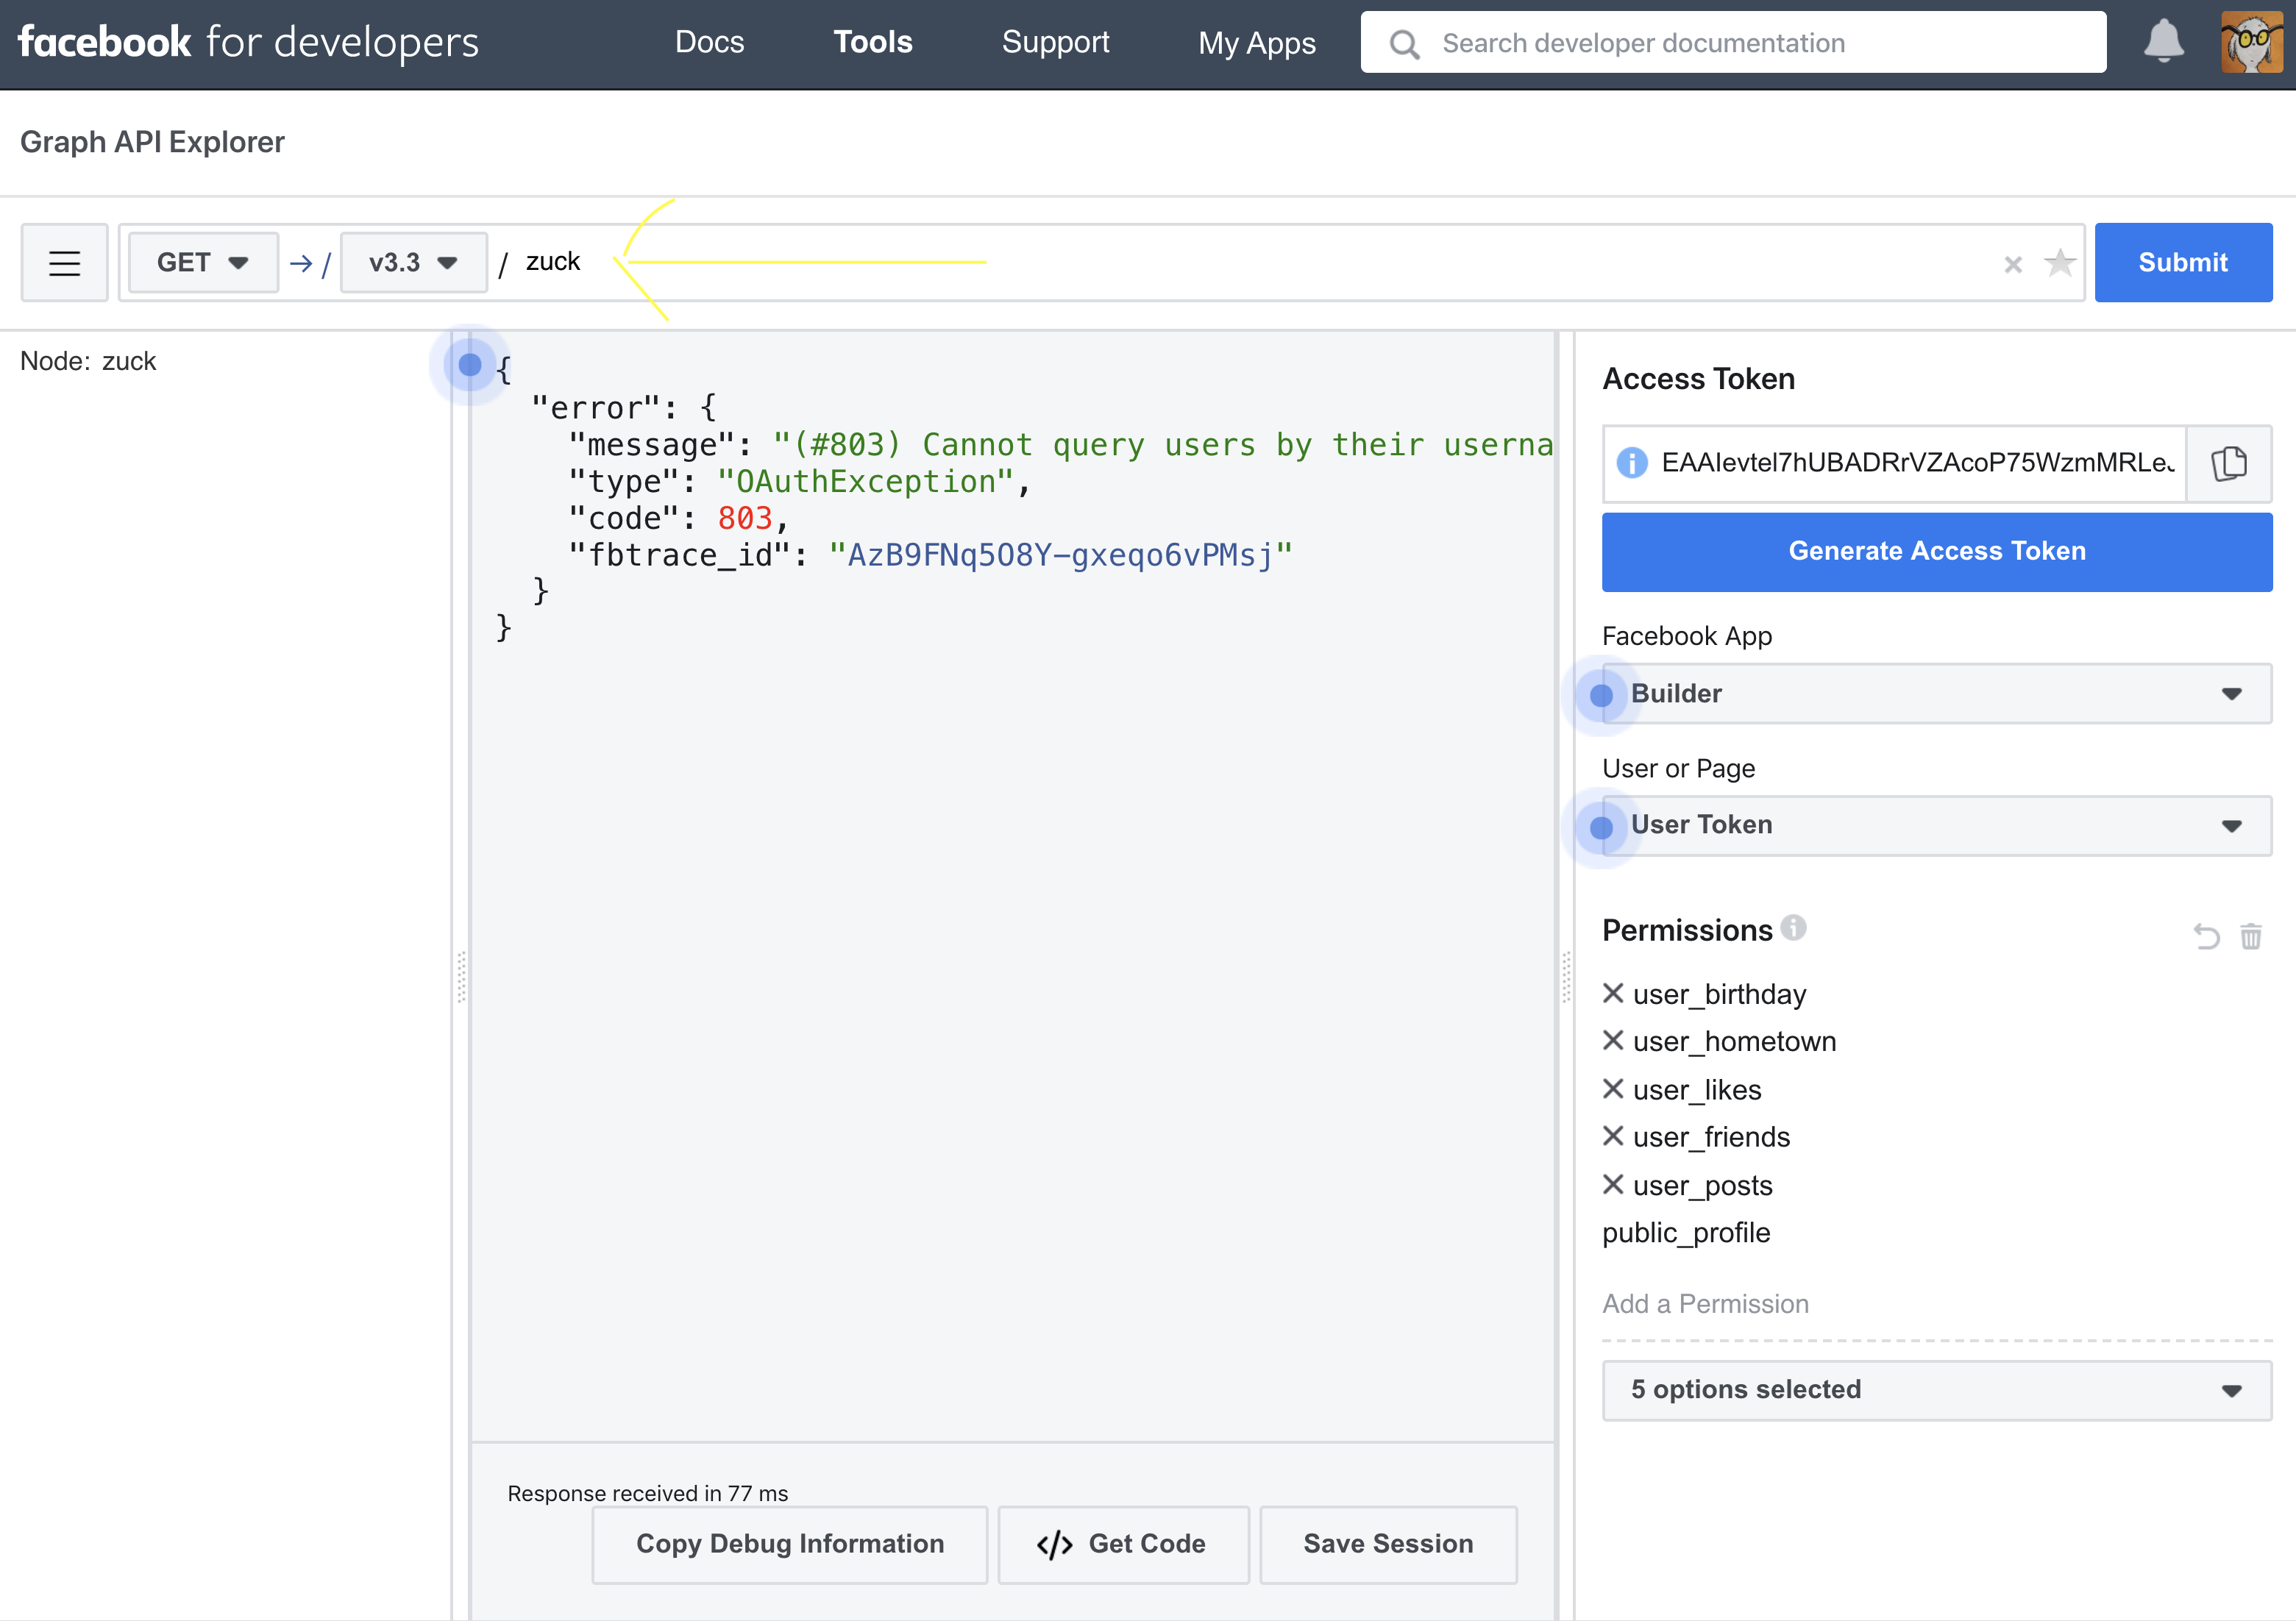 facebook for developers Docs Tools Support My Apps Search developer documentation
Graph API Explorer
GET → / v3.3 / zuck × Submit
Node: zuck
{
"error": {
"message": "(#803) Cannot query users by their userna
"type": "OAuthException",
"code": 803,
"fbtrace_id": "AzB9FNq5O8Y-gxeqo6vPMsj"
}
}
Response received in 77 ms
Copy Debug Information </> Get Code Save Session
Access Token
EAAIevtel7hUBADRrVZAcoP75WzmMRLeJ
Generate Access Token
Facebook App
Builder
User or Page
User Token
Permissions
user_birthday
user_hometown
user_likes
user_friends
user_posts
public_profile
Add a Permission
5 options selected